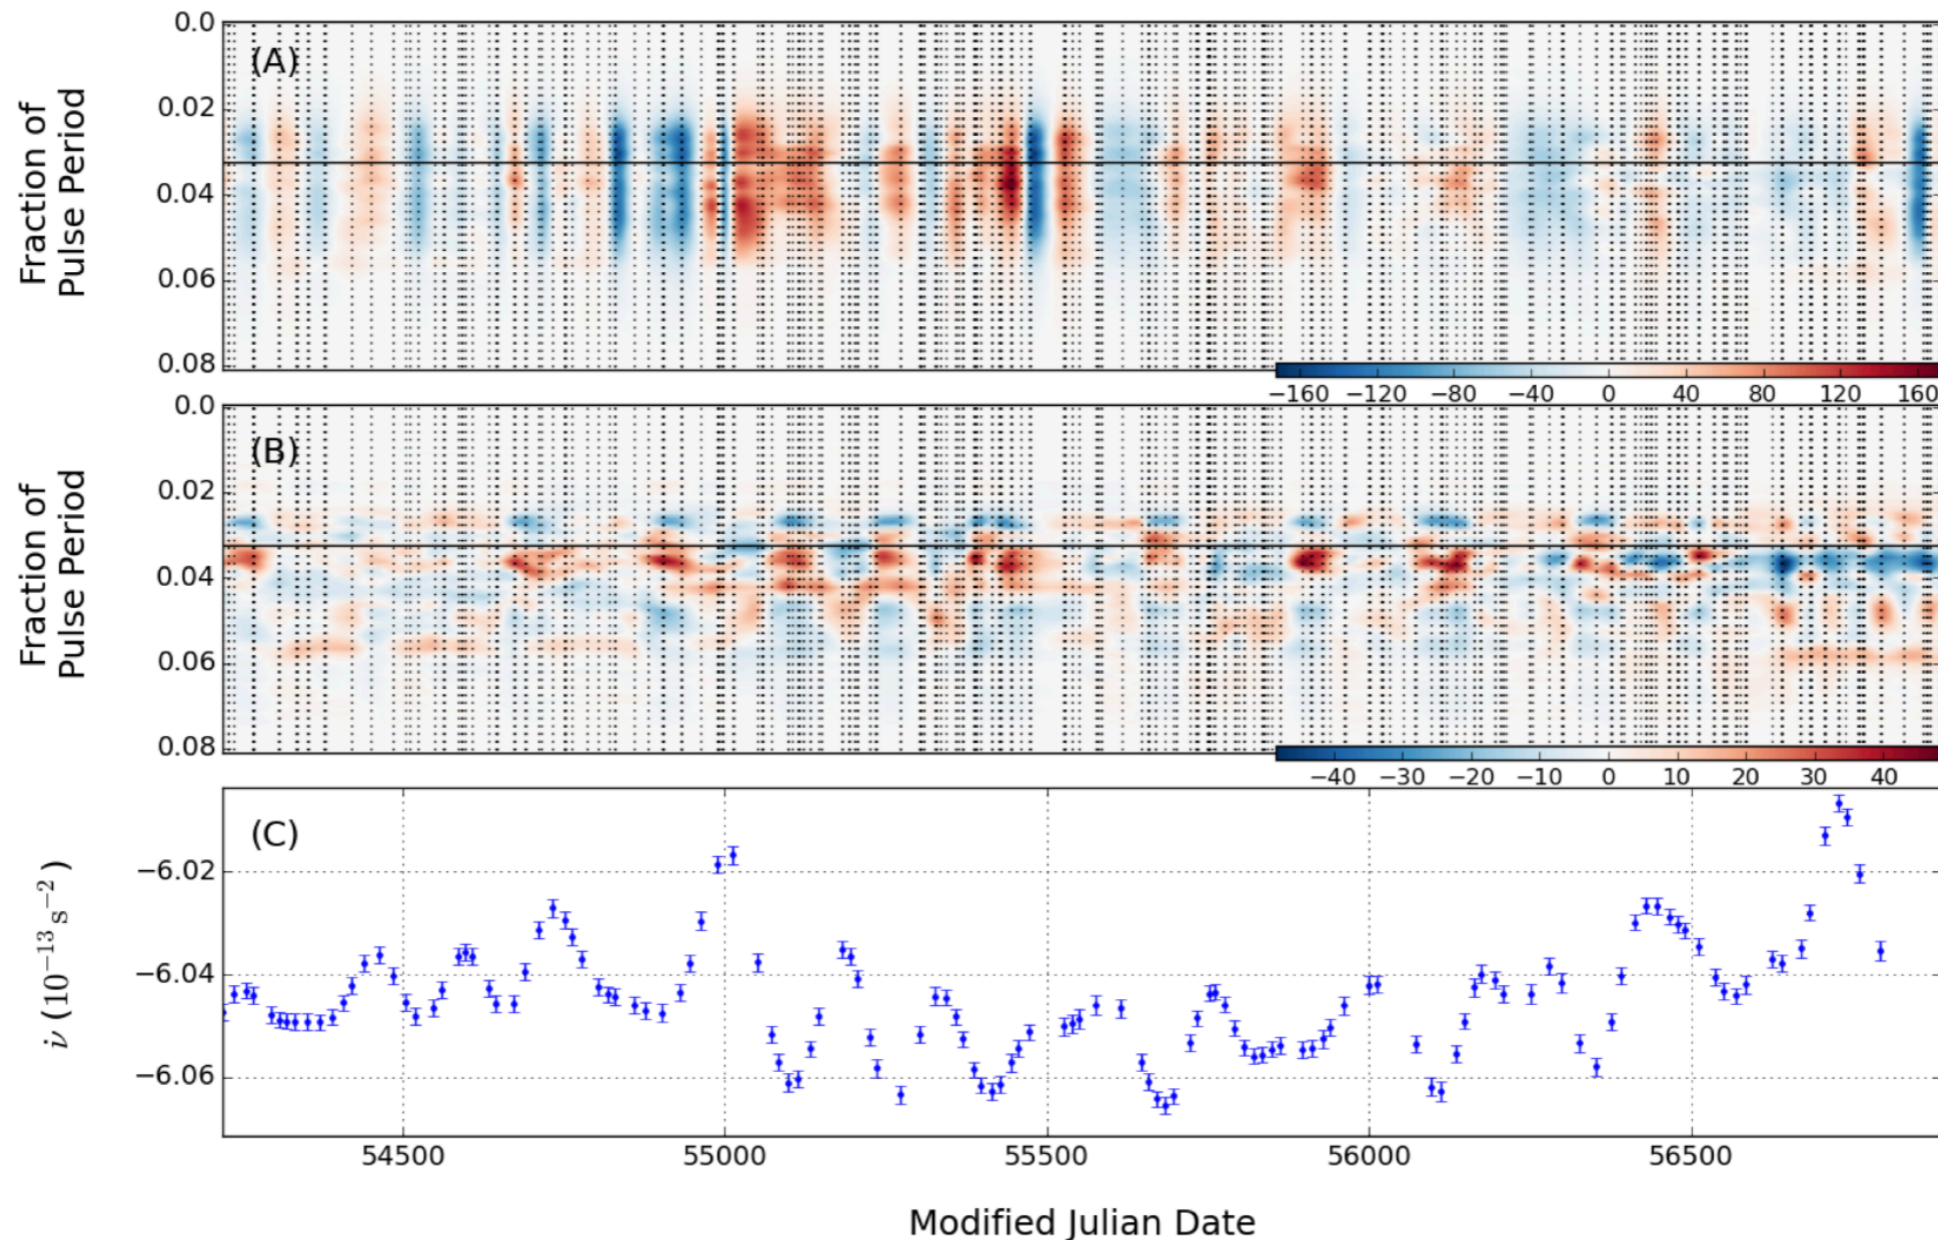 0.0
(A)
0.02
Fraction of
Pulse Period
0.04
0.06
0.08
−160 −120 −80 −40 0 40 80 120 160
0.0
(B)
0.02
Fraction of
Pulse Period
0.04
0.06
0.08
−40 −30 −20 −10 0 10 20 30 40
(C)
−6.02
ν̇ (10⁻¹³ s⁻²)
−6.04
−6.06
54500 55000 55500 56000 56500
Modified Julian Date